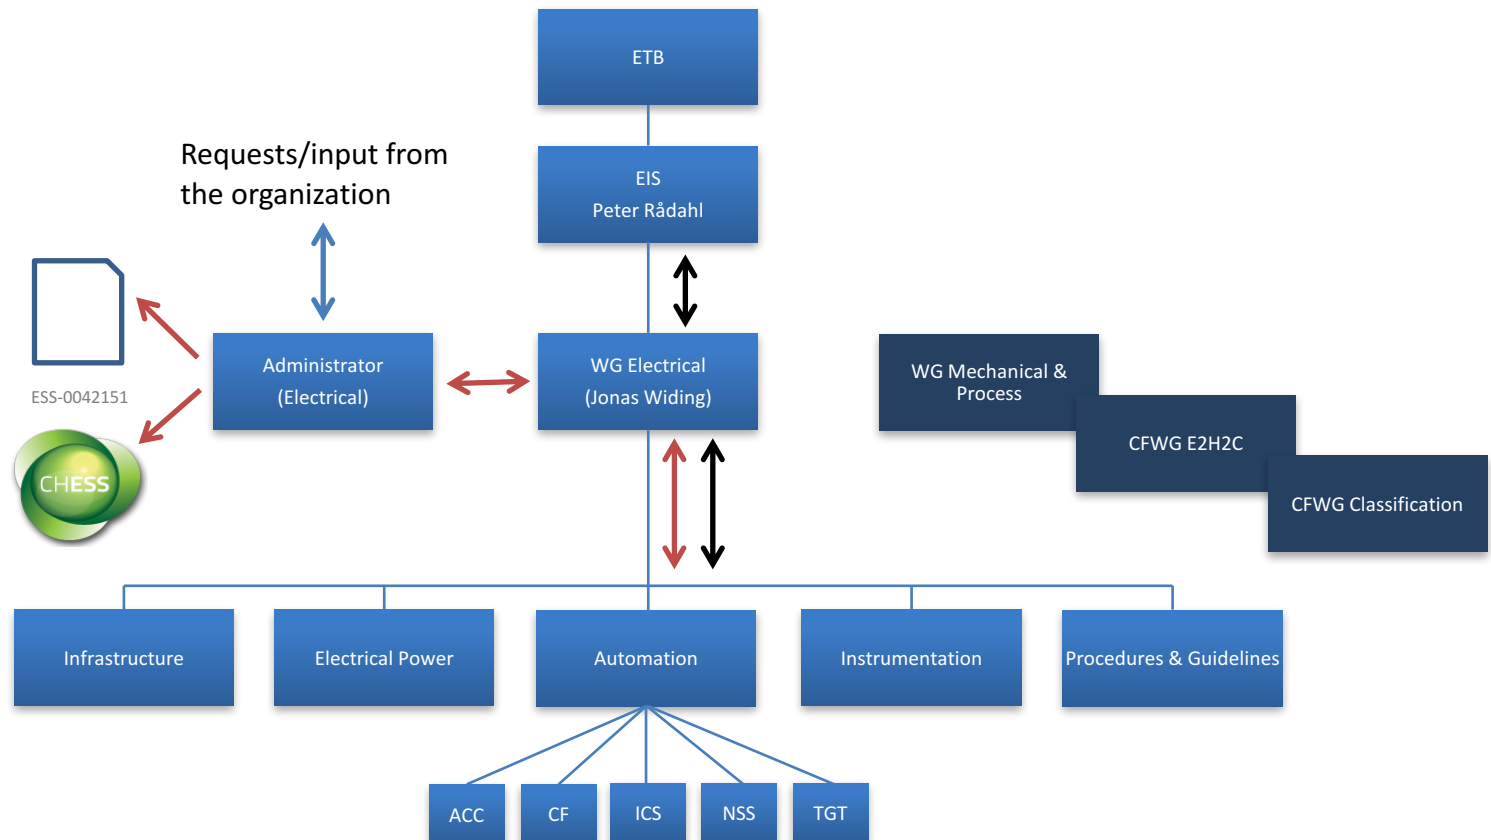 ETB
Requests/input from
the organization
EIS
Peter Rådahl
ESS-0042151
Administrator
(Electrical)
WG Electrical
(Jonas Widing)
WG Mechanical &
Process
CFWG E2H2C
CFWG Classification
CHESS
Infrastructure
Electrical Power
Automation
Instrumentation
Procedures & Guidelines
ACC
CF
ICS
NSS
TGT